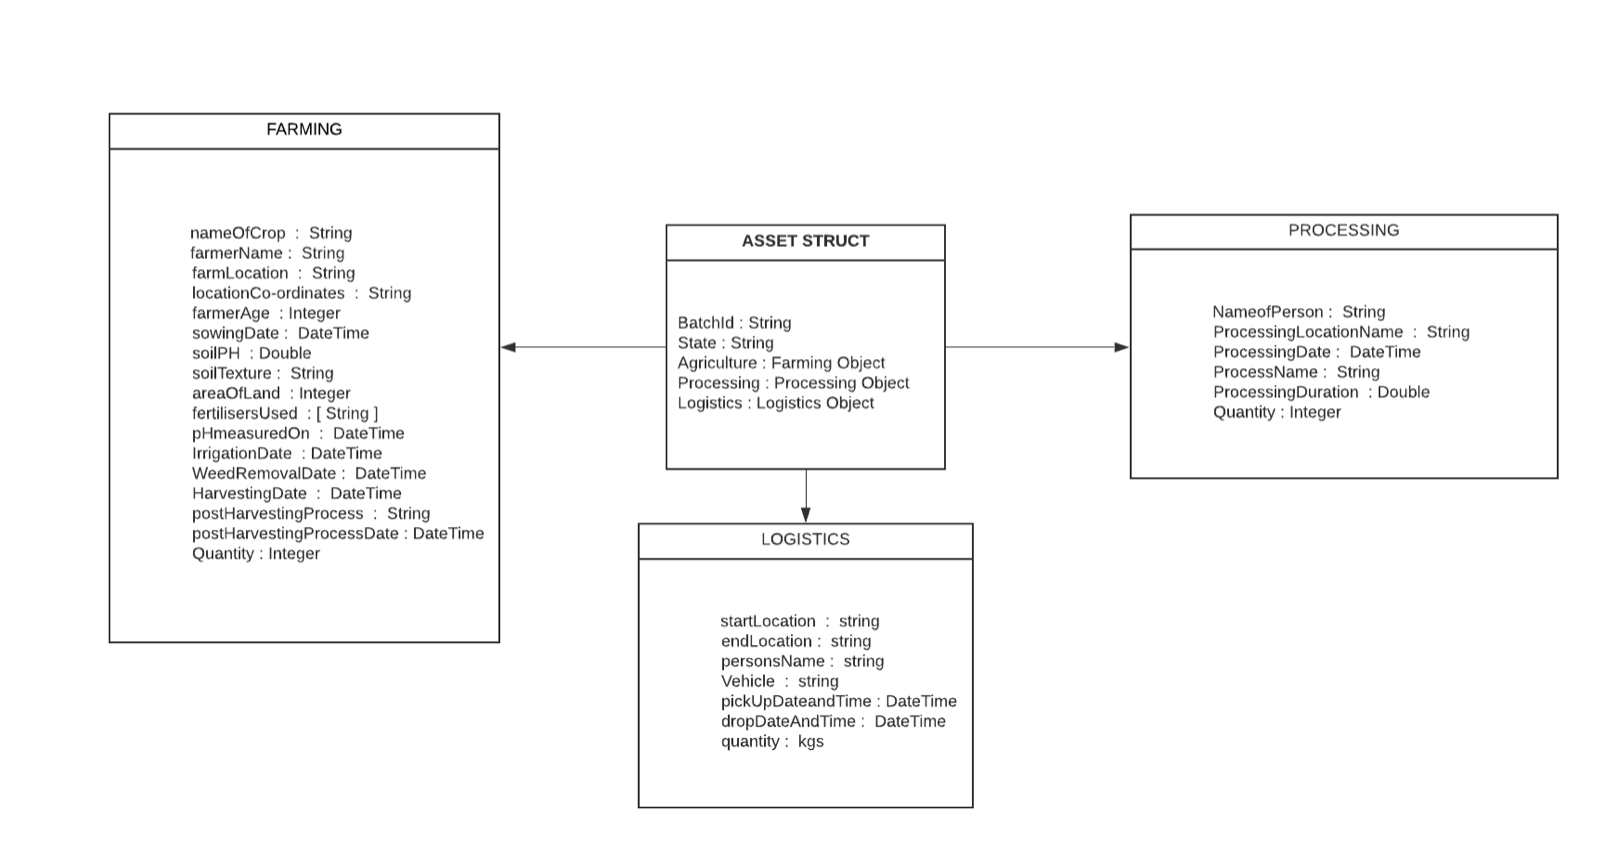 FARMING
nameOfCrop : String
farmerName : String
farmLocation : String
locationCo-ordinates : String
farmerAge : Integer
sowingDate : DateTime
soilPH : Double
soilTexture : String
areaOfLand : Integer
fertilisersUsed : [ String ]
pHmeasuredOn : DateTime
IrrigationDate : DateTime
WeedRemovalDate : DateTime
HarvestingDate : DateTime
postHarvestingProcess : String
postHarvestingProcessDate : DateTime
Quantity : Integer
ASSET STRUCT
BatchId : String
State : String
Agriculture : Farming Object
Processing : Processing Object
Logistics : Logistics Object
PROCESSING
NameofPerson : String
ProcessingLocationName : String
ProcessingDate : DateTime
ProcessName : String
ProcessingDuration : Double
Quantity : Integer
LOGISTICS
startLocation : string
endLocation : string
personsName : string
Vehicle : string
pickUpDateandTime : DateTime
dropDateAndTime : DateTime
quantity : kgs